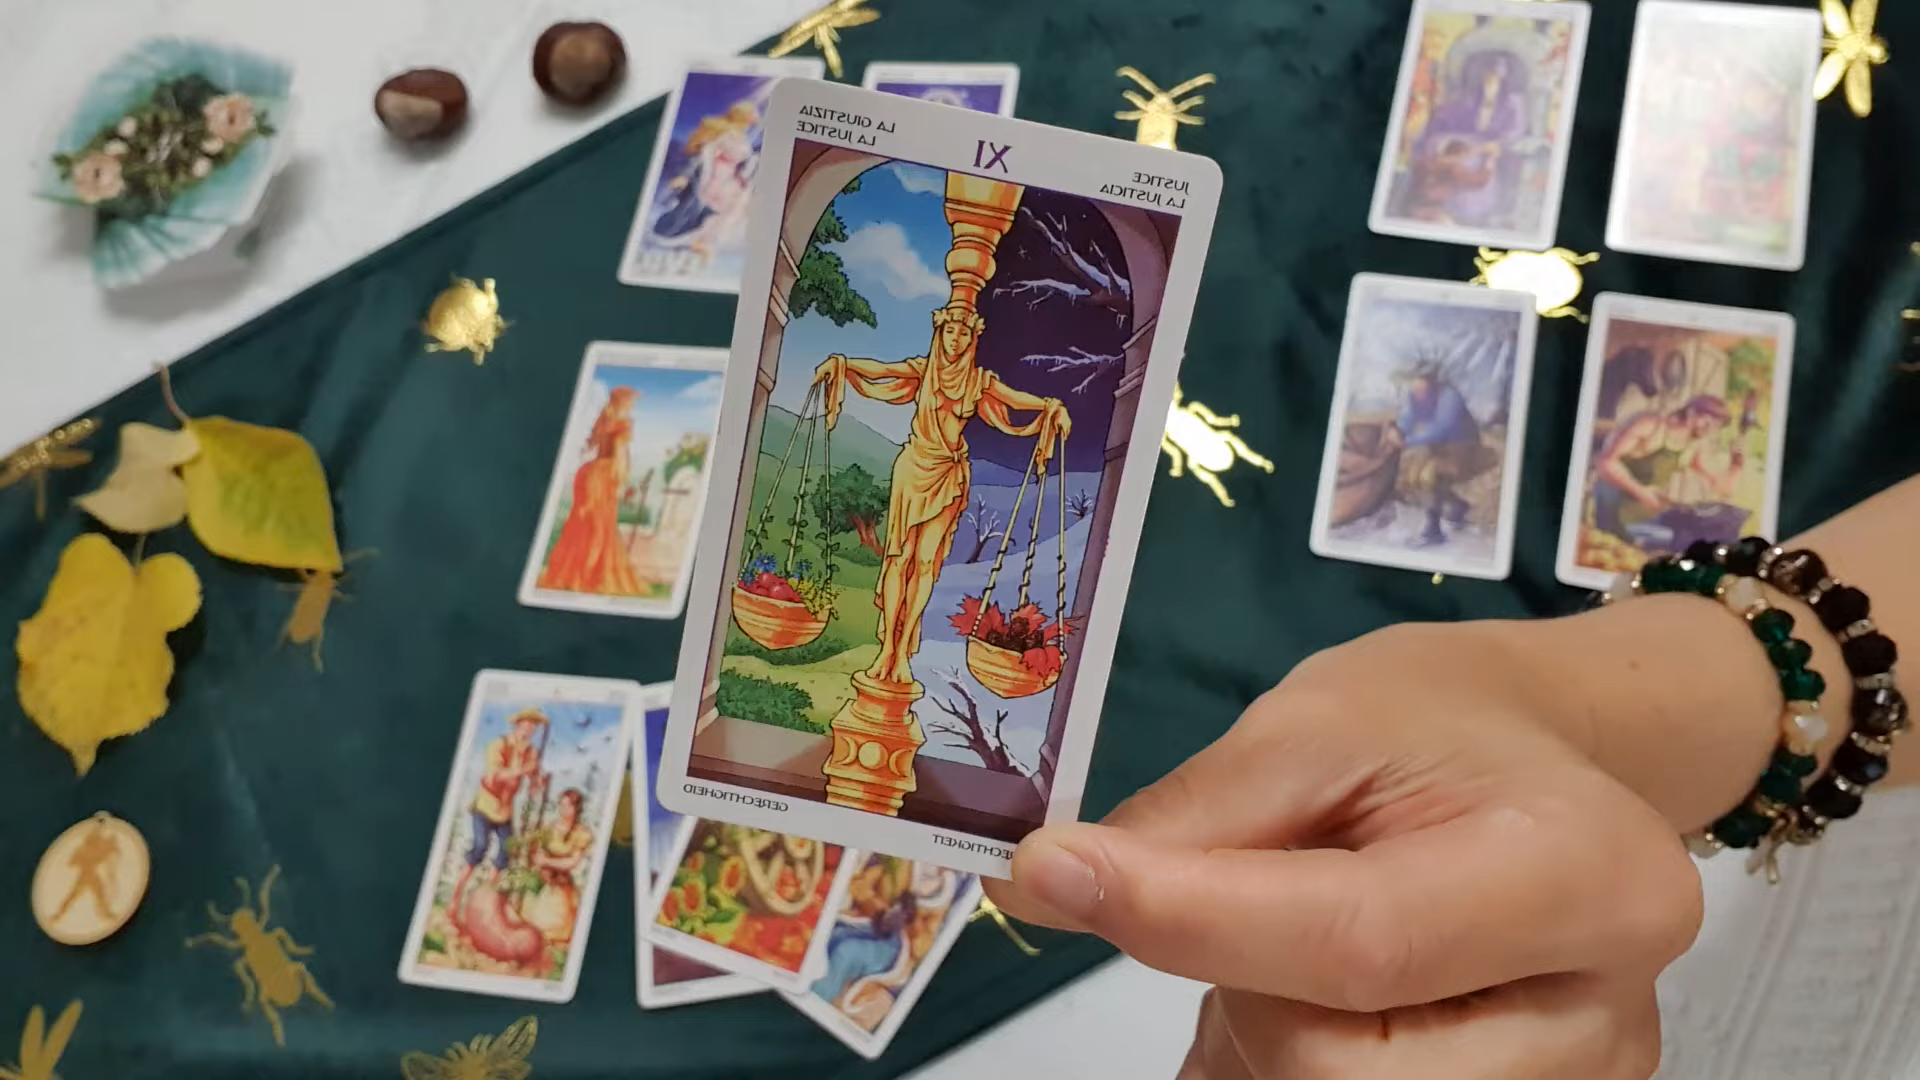 LA GIUSTIZIA
LA JUSTICE
XI
JUSTICE
LA JUSTICIA
GERECHTIGHEID